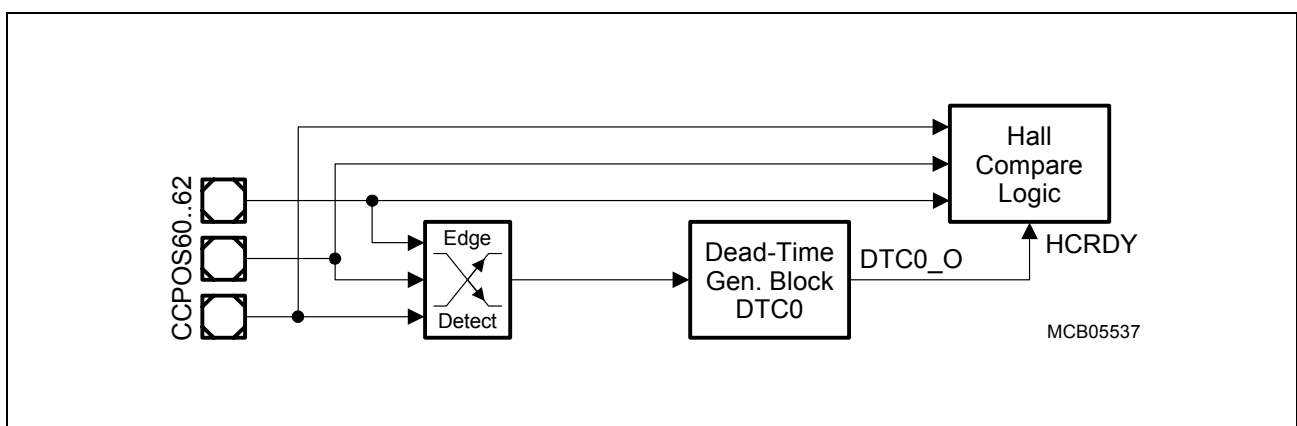 Hall
Compare
Logic
CCPOS60..62
Edge
Detect
Dead-Time
Gen. Block
DTC0
DTC0_O
HCRDY
MCB05537